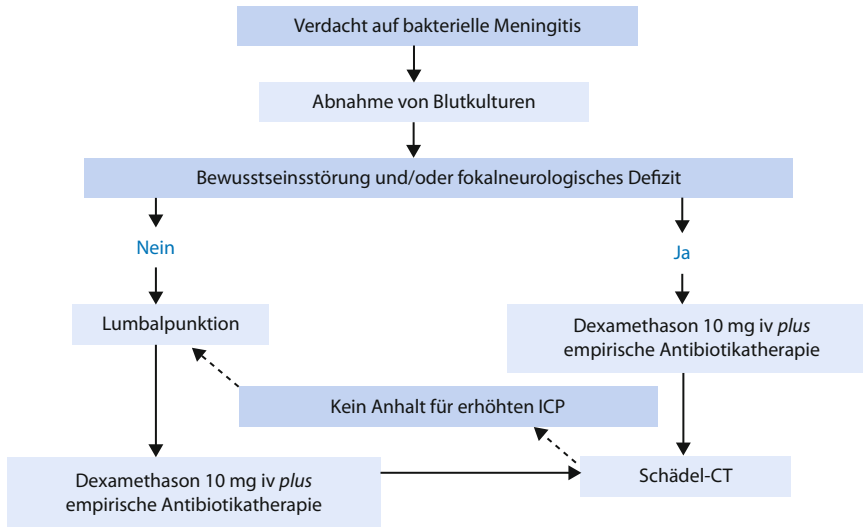 Verdacht auf bakterielle Meningitis
Abnahme von Blutkulturen
Bewusstseinsstörung und/oder fokalneurologisches Defizit
Nein
Ja
Lumbalpunktion
Dexamethason 10 mg iv plus
empirische Antibiotikatherapie
Kein Anhalt für erhöhten ICP
Dexamethason 10 mg iv plus
empirische Antibiotikatherapie
Schädel-CT